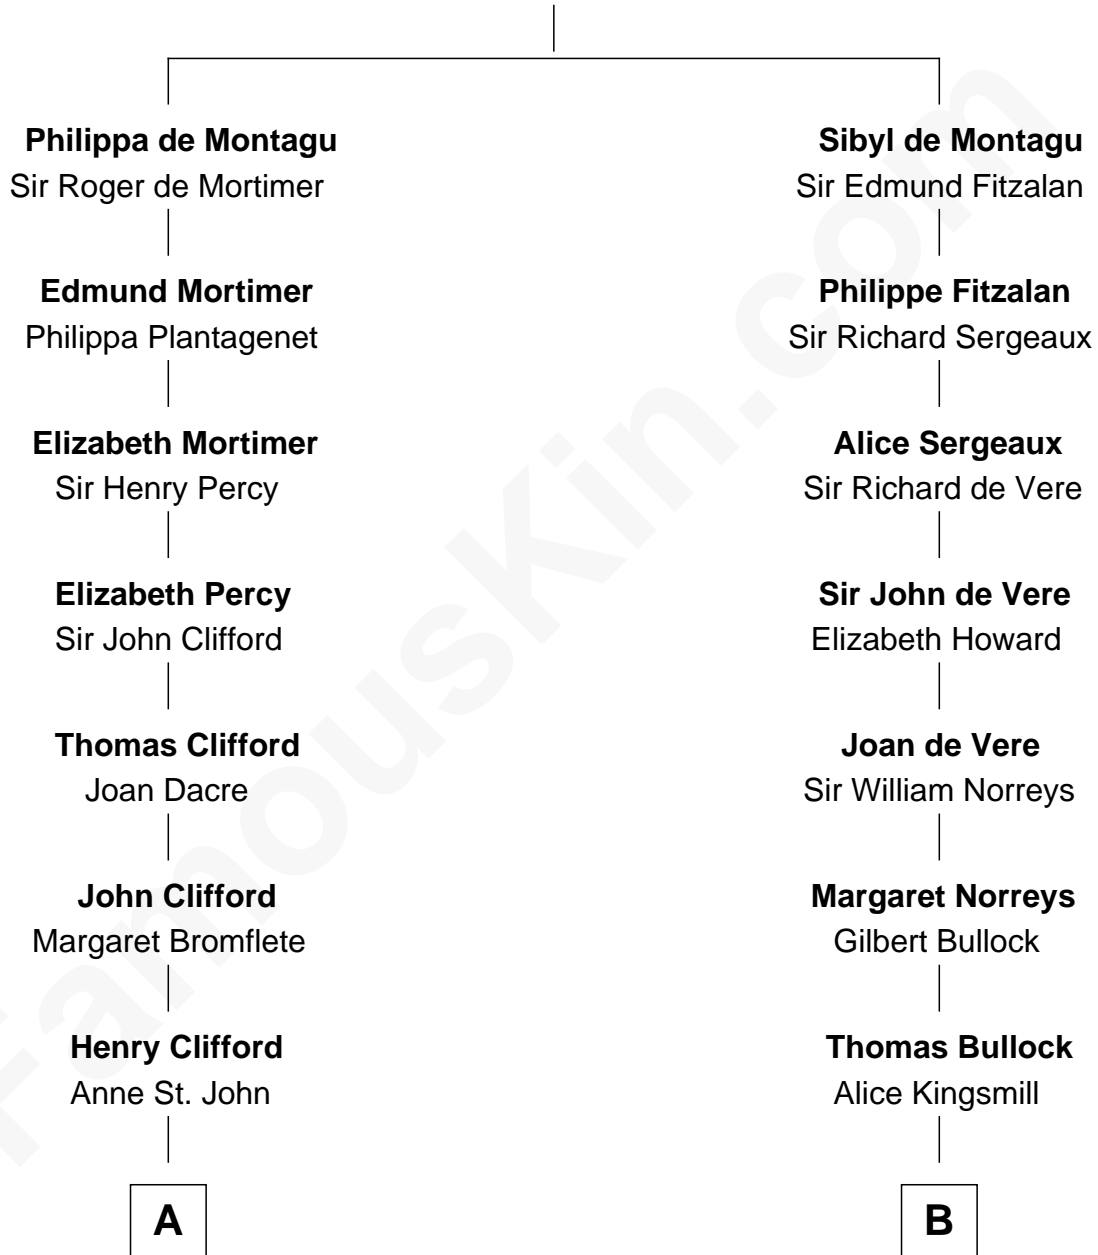 Philippa de Montagu
Sir Roger de Mortimer
Edmund Mortimer
Philippa Plantagenet
Elizabeth Mortimer
Sir Henry Percy
Elizabeth Percy
Sir John Clifford
Thomas Clifford
Joan Dacre
John Clifford
Margaret Bromflete
Henry Clifford
Anne St. John
A
Sibyl de Montagu
Sir Edmund Fitzalan
Philippe Fitzalan
Sir Richard Sergeaux
Alice Sergeaux
Sir Richard de Vere
Sir John de Vere
Elizabeth Howard
Joan de Vere
Sir William Norreys
Margaret Norreys
Gilbert Bullock
Thomas Bullock
Alice Kingsmill
B
FamousKin.com